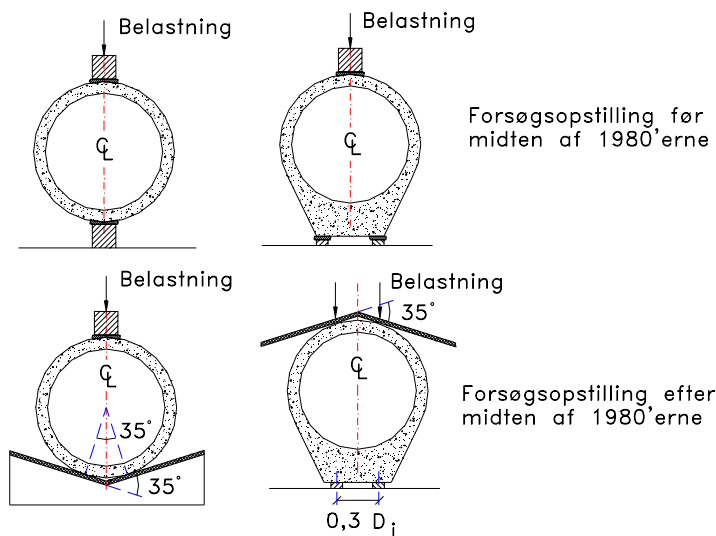 Belastning
Belastning
Forsøgsopstilling før
midten af 1980'erne
℄
℄
Belastning
Belastning
35°
℄
℄
35°
35°
Forsøgsopstilling efter
midten af 1980'erne
0,3 Di